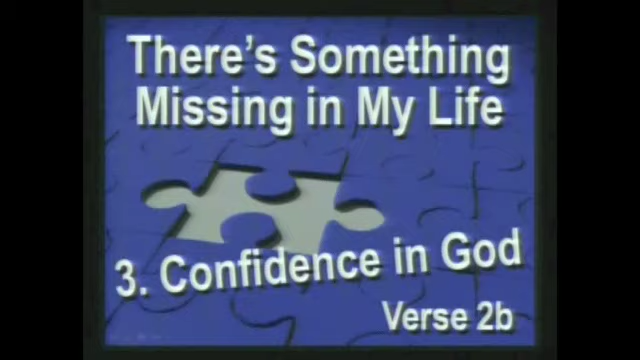 There's Something
Missing in My Life
3. Confidence in God
Verse 2b